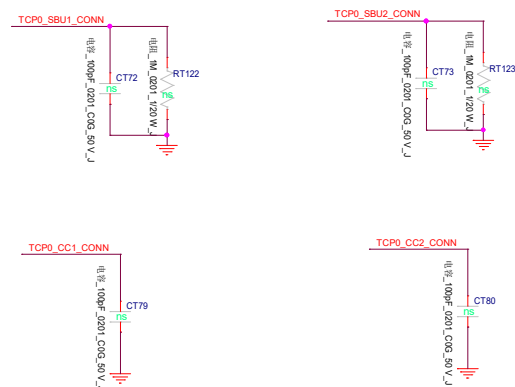 TCP0_SBU1_CONN
电容_100pF_0201_C0G_50 V_J
CT72
ns
电阻_1M_0201_1/20 W_J
RT122
ns
TCP0_SBU2_CONN
电容_100pF_0201_C0G_50 V_J
CT73
ns
电阻_1M_0201_1/20 W_J
RT123
ns
TCP0_CC1_CONN
电容_100pF_0201_C0G_50 V_J
CT79
ns
TCP0_CC2_CONN
电容_100pF_0201_C0G_50 V_J
CT80
ns